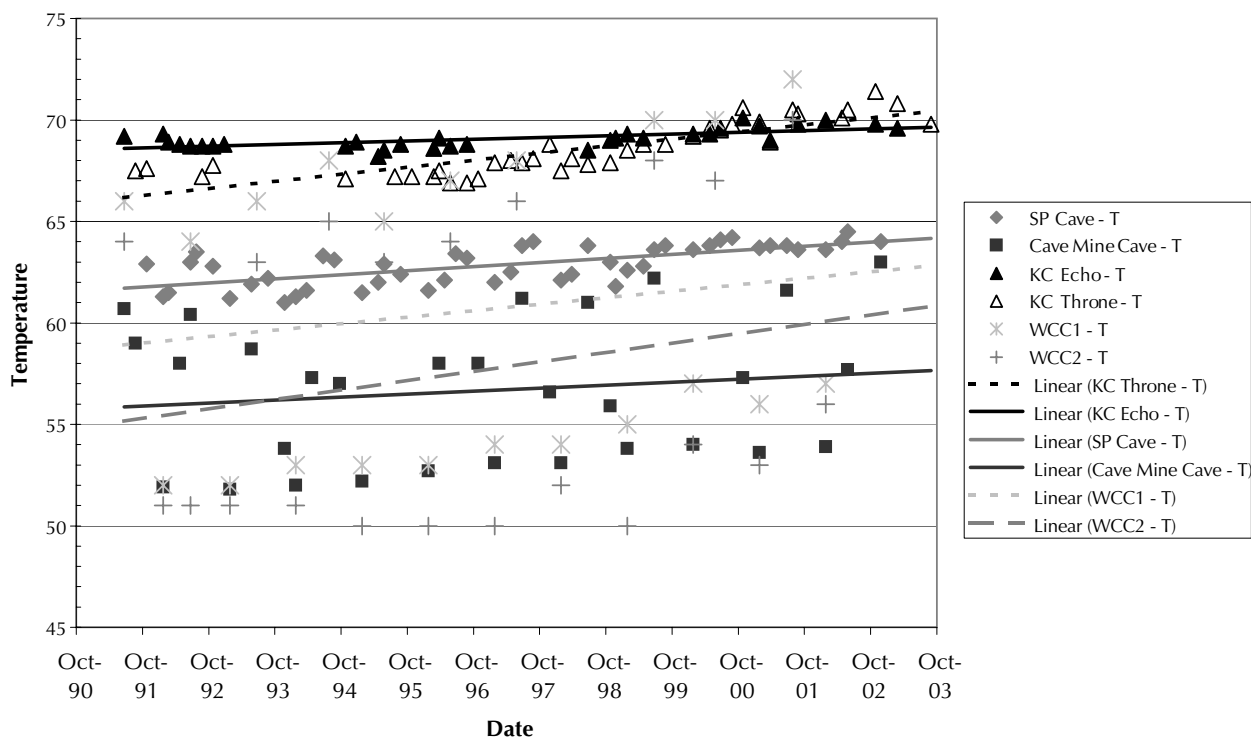 75
70
65
60
55
50
45
Temperature
Oct-90
Oct-91
Oct-92
Oct-93
Oct-94
Oct-95
Oct-96
Oct-97
Oct-98
Oct-99
Oct-00
Oct-01
Oct-02
Oct-03
Date
SP Cave - T
Cave Mine Cave - T
KC Echo - T
KC Throne - T
WCC1 - T
WCC2 - T
Linear (KC Throne - T)
Linear (KC Echo - T)
Linear (SP Cave - T)
Linear (Cave Mine Cave - T)
Linear (WCC1 - T)
Linear (WCC2 - T)